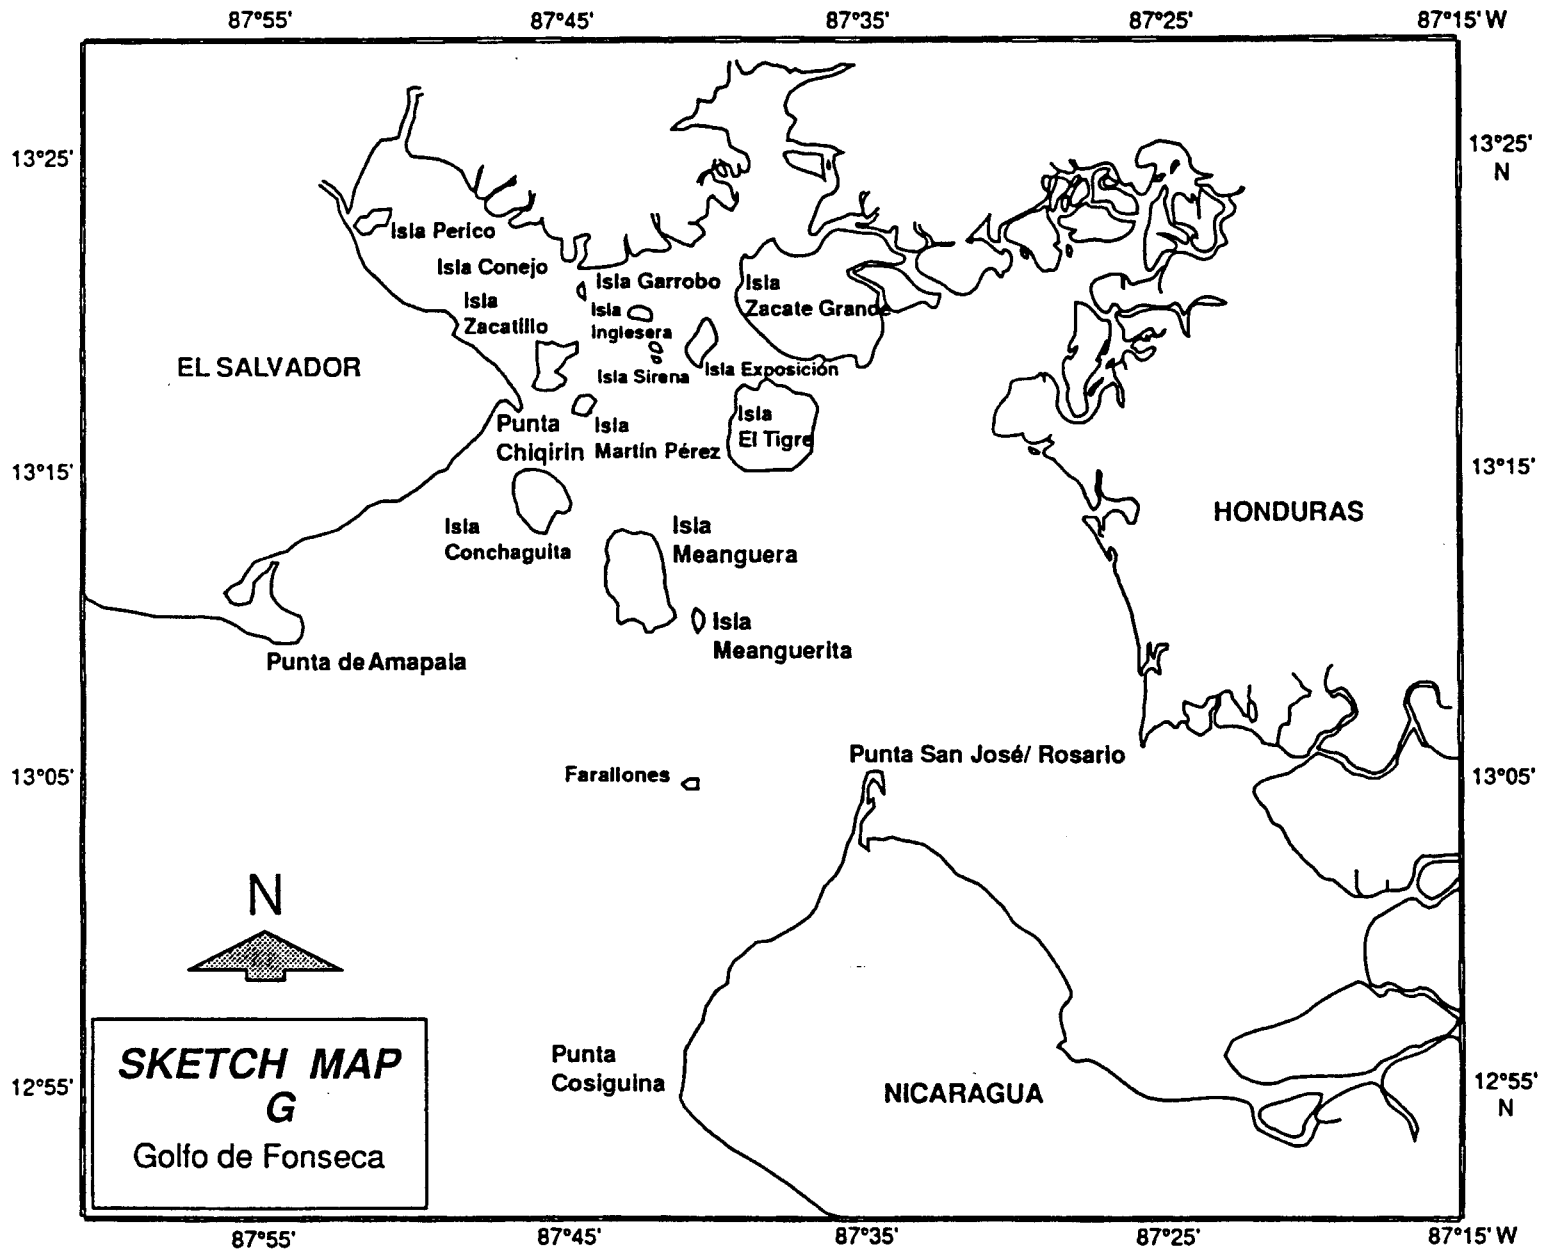 87°55'
87°45'
87°35'
87°25'
87°15' W
13°25'
13°25'
N
Isla Perico
Isla Conejo
Isla Garrobo
Isla
Zacate Grande
Isla
Zacatillo
Isla
Inglesera
EL SALVADOR
Isla Sirena
Isla Exposición
Isla
El Tigre
Punta
Chiqirin
Isla
Martín Pérez
13°15'
13°15'
HONDURAS
Isla
Conchaguita
Isla
Meanguera
Isla
Meanguerita
Punta de Amapala
Punta San José/ Rosario
Farallones
13°05'
13°05'
N
Punta
Cosiguina
NICARAGUA
12°55'
12°55'
N
SKETCH MAP
G
Golfo de Fonseca
87°55'
87°45'
87°35'
87°25'
87°15' W